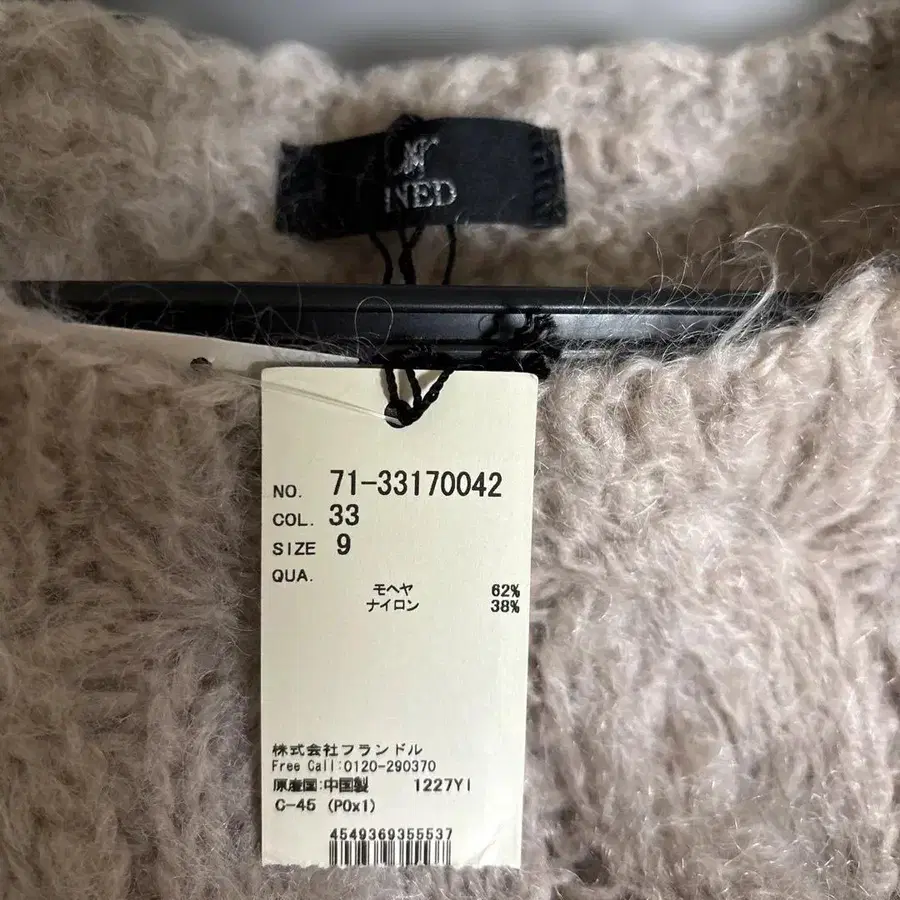 INED
NO. 71-33170042
COL. 33
SIZE 9
QUA.
モヘヤ 62%
ナイロン 38%
株式会社フランドル
Free Call:0120-290370
原産国:中国製 1227YI
C-45 (P0x1)
4549369355537